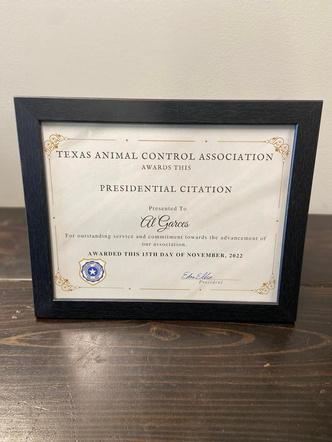 TEXAS ANIMAL CONTROL ASSOCIATION
AWARDS THIS
PRESIDENTIAL CITATION
Presented To
Al Garces
For outstanding service and commitment towards the advancement of
our association.
AWARDED THIS 15TH DAY OF NOVEMBER, 2022
President